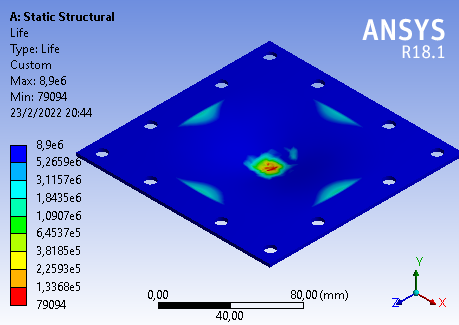 A: Static Structural
Life
Type: Life
Custom
Max: 8,9e6
Min: 79094
23/2/2022 20:44
ANSYS
R18.1
8,9e6
5,2659e6
3,1157e6
1,8435e6
1,0907e6
6,4537e5
3,8185e5
2,2593e5
1,3368e5
79094
0,00
80,00 (mm)
40,00
Y
Z
X